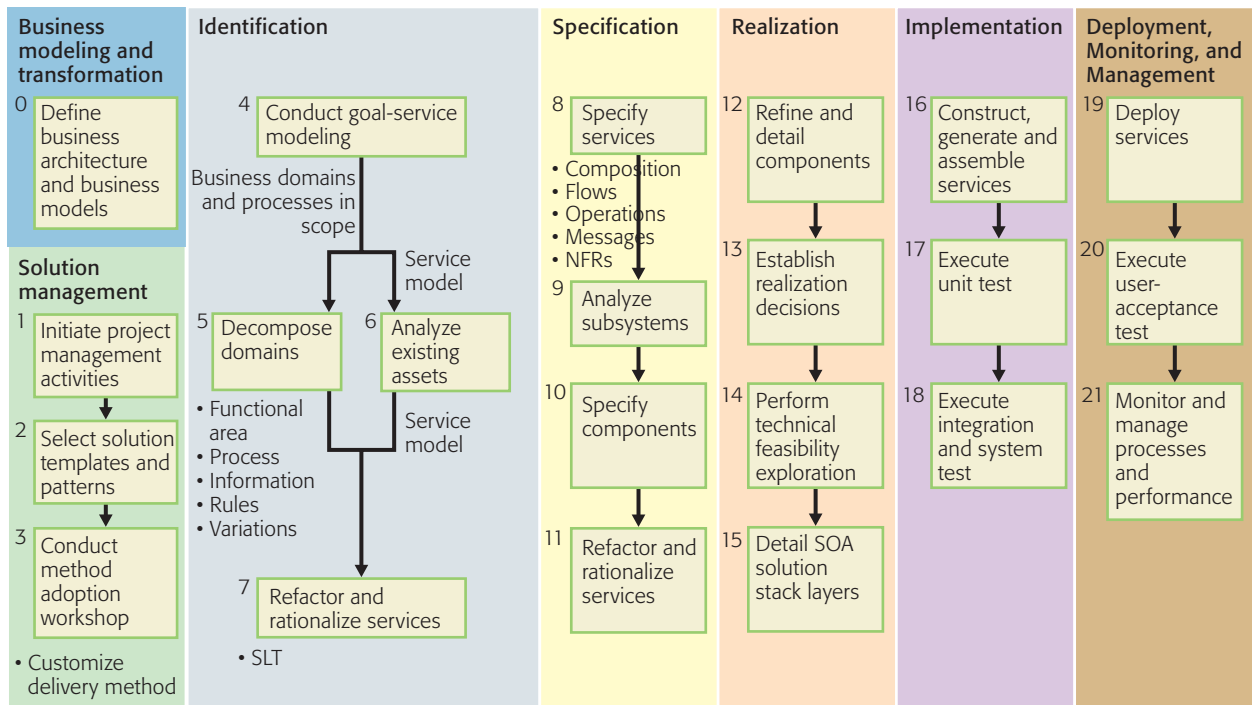 Business
modeling and
transformation
0
Define
business
architecture
and business
models
Solution
management
1
Initiate project
management
activities
2
Select solution
templates and
patterns
3
Conduct
method
adoption
workshop
• Customize
delivery method
Identification
4
Conduct goal-service
modeling
Business domains
and processes in
scope
Service
model
5
Decompose
domains
6
Analyze
existing
assets
• Functional
area
• Process
• Information
• Rules
• Variations
Service
model
7
Refactor and
rationalize services
• SLT
Specification
8
Specify
services
• Composition
• Flows
• Operations
• Messages
• NFRs
9
Analyze
subsystems
10
Specify
components
11
Refactor and
rationalize
services
Realization
12
Refine and
detail
components
13
Establish
realization
decisions
14
Perform
technical
feasibility
exploration
15
Detail SOA
solution
stack layers
Implementation
16
Construct,
generate and
assemble
services
17
Execute
unit test
18
Execute
integration
and system
test
Deployment,
Monitoring, and
Management
19
Deploy
services
20
Execute
user-
acceptance
test
21
Monitor and
manage
processes
and
performance